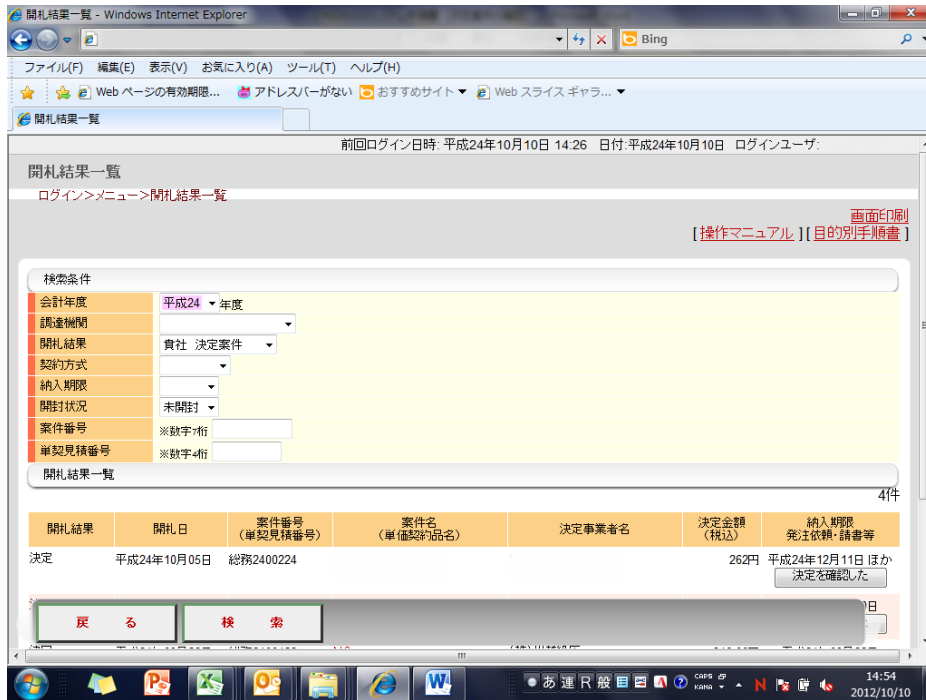 開札結果一覧 - Windows Internet Explorer
Bing
ファイル(F) 編集(E) 表示(V) お気に入り(A) ツール(T) ヘルプ(H)
Web ページの有効期限... アドレスバーがない おすすめサイト Web スライス ギャラ...
開札結果一覧
前回ログイン日時: 平成24年10月10日 14:26 日付:平成24年10月10日 ログインユーザ:
開札結果一覧
ログイン>メニュー>開札結果一覧
画面印刷
[操作マニュアル][目的別手順書]
検索条件
会計年度 平成24 年度
調達機関
開札結果 貴社 決定案件
契約方式
納入期限
開封状況 未開封
案件番号 ※数字7桁
単契見積番号 ※数字4桁
開札結果一覧
4件
開札結果 開札日 案件番号 案件名 決定事業者名 決定金額 納入期限
(単契見積番号) (単価契約品名) (税込) 発注依頼・請書等
決定 平成24年10月05日 総務2400224 262円 平成24年12月11日 ほか
決定を確認した
日
戻 る 検 索
あ 連 R 般 CAPS KANA 14:54
2012/10/10